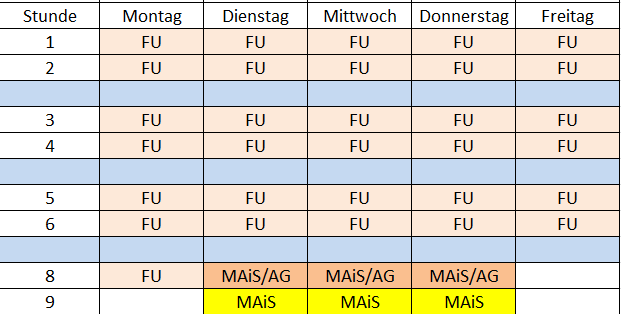 Stunde Montag Dienstag Mittwoch Donnerstag Freitag
1 FU FU FU FU FU
2 FU FU FU FU FU
3 FU FU FU FU FU
4 FU FU FU FU FU
5 FU FU FU FU FU
6 FU FU FU FU FU
8 FU MAiS/AG MAiS/AG MAiS/AG
9 MAiS MAiS MAiS